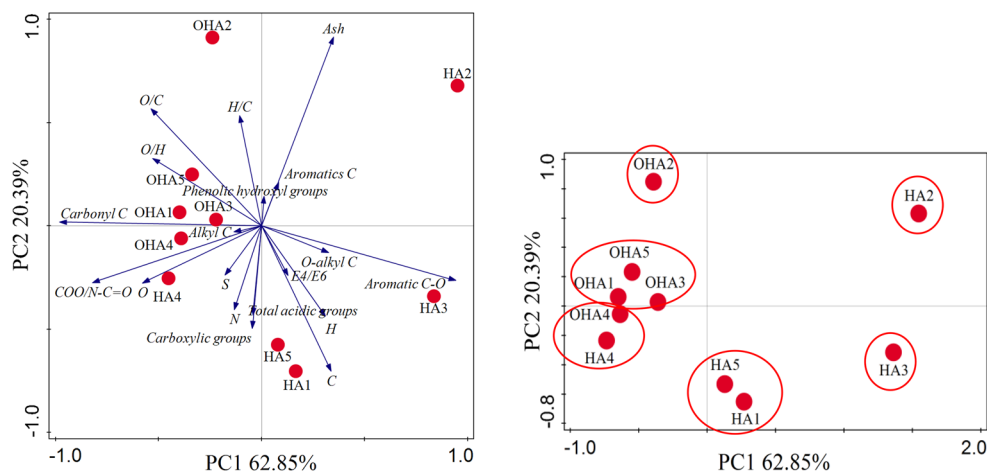 1.0
OHA2
Ash
HA2
O/C
H/C
O/H
Aromatics C
OHA5
Phenolic hydroxyl groups
Carbonyl C
OHA1
OHA3
Alkyl C
OHA4
O-alkyl C
E4/E6
Aromatic C-O
COO/N-C=O
O
HA4
S
HA3
N
Total acidic groups
H
Carboxylic groups
HA5
C
HA1
-1.0
-1.0
1.0
PC1 62.85%
PC2 20.39%
1.0
OHA2
HA2
OHA5
OHA1
OHA3
OHA4
HA4
HA5
HA3
HA1
-0.8
-1.0
2.0
PC1 62.85%
PC2 20.39%